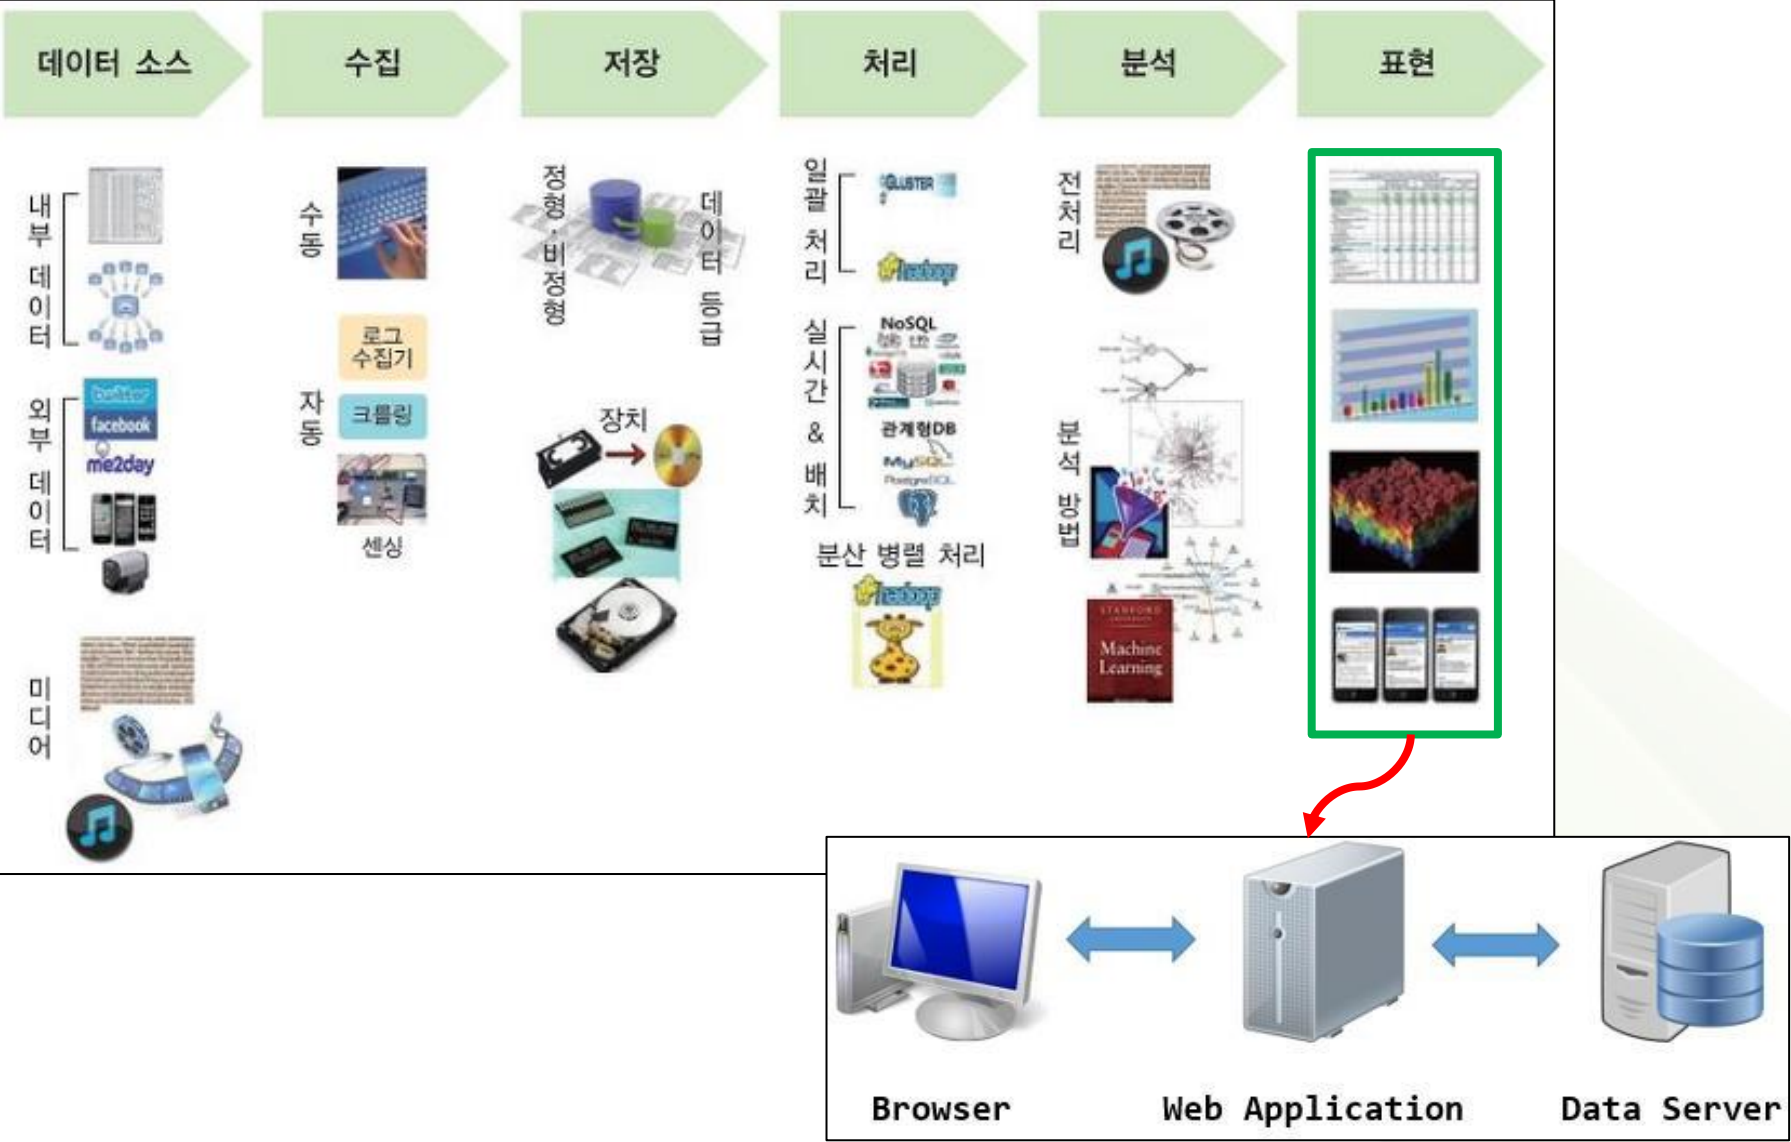 데이터 소스
수집
저장
처리
분석
표현
내부 데이터
외부 데이터
twitter
facebook
me2day
미디어
수동
자동
로그
수집기
크롤링
센싱
정형·비정형
데이터 등급
장치
일괄 처리
GLUSTER
hadoop
실시간 & 배치
NoSQL
관계형DB
MySQL
PostgreSQL
분산 병렬 처리
hadoop
전처리
분석 방법
STANFORD
Machine
Learning
Browser
Web Application
Data Server